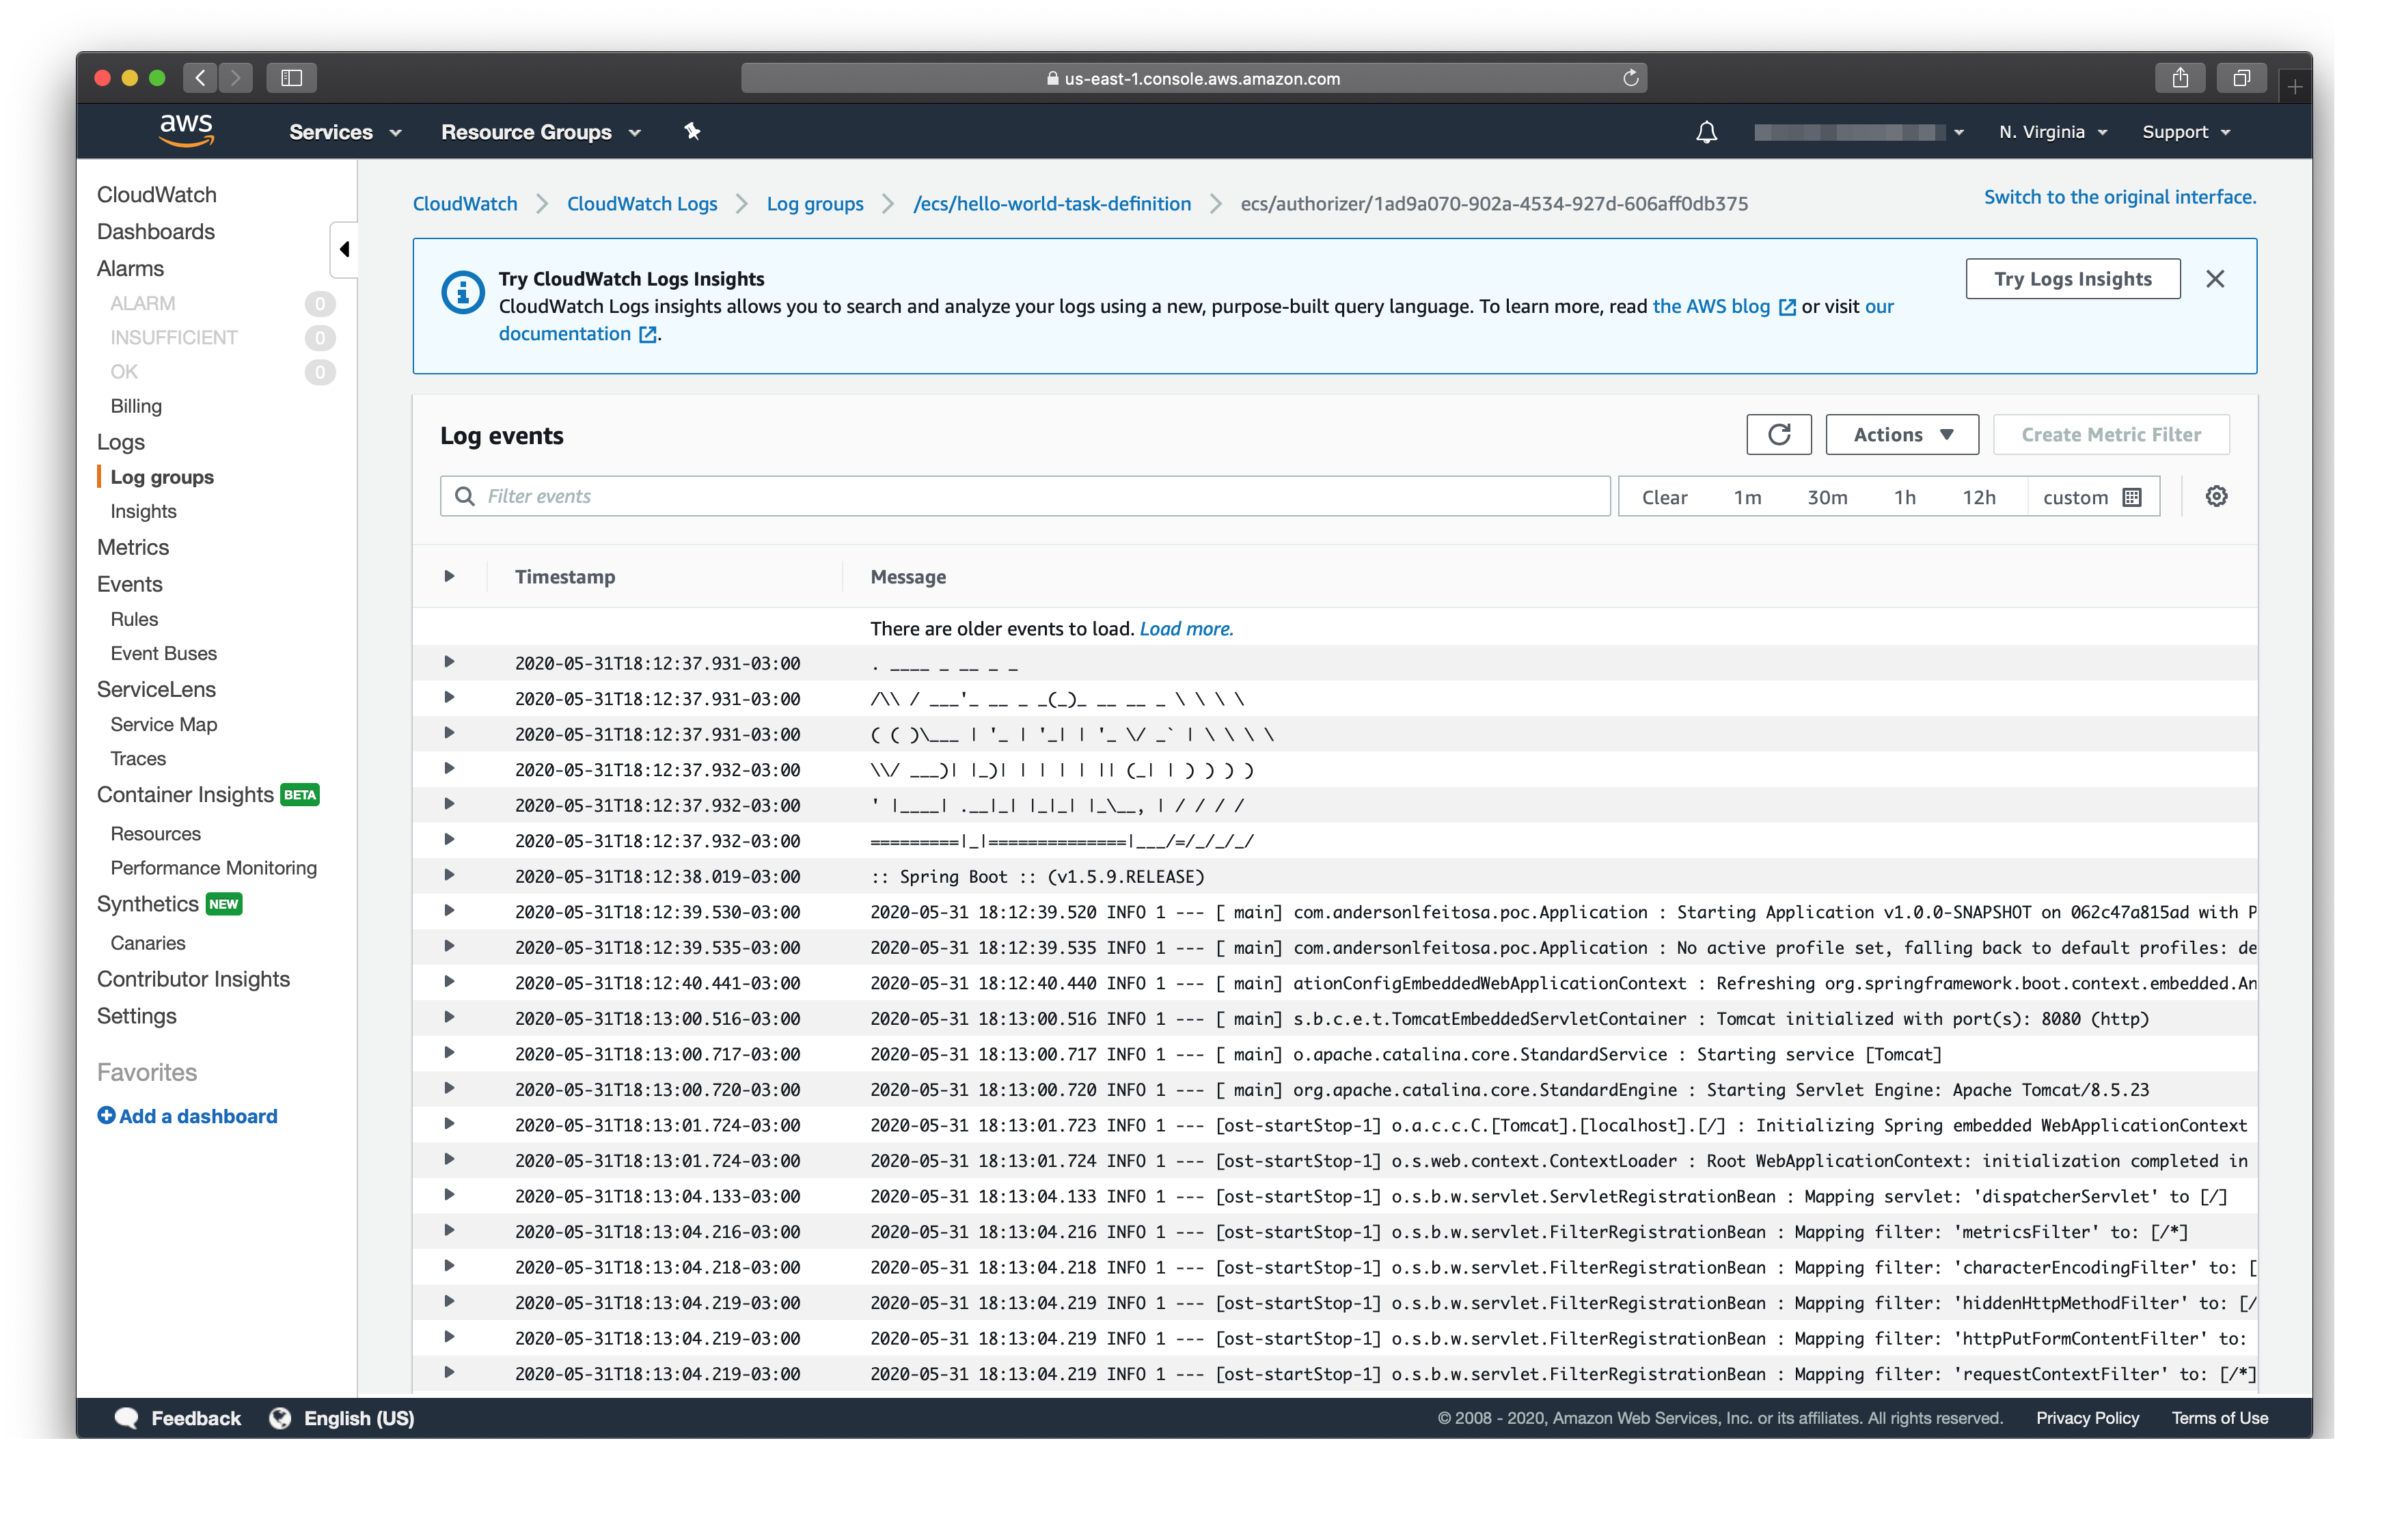 us-east-1.console.aws.amazon.com
aws Services Resource Groups N. Virginia Support
CloudWatch
Dashboards
Alarms
ALARM 0
INSUFFICIENT 0
OK 0
Billing
Logs
Log groups
Insights
Metrics
Events
Rules
Event Buses
ServiceLens
Service Map
Traces
Container Insights BETA
Resources
Performance Monitoring
Synthetics NEW
Canaries
Contributor Insights
Settings
Favorites
Add a dashboard
CloudWatch CloudWatch Logs Log groups /ecs/hello-world-task-definition ecs/authorizer/1ad9a070-902a-4534-927d-606aff0db375
Switch to the original interface.
Try CloudWatch Logs Insights
CloudWatch Logs insights allows you to search and analyze your logs using a new, purpose-built query language. To learn more, read the AWS blog or visit our
documentation .
Try Logs Insights
Log events
Actions Create Metric Filter
Filter events
Clear 1m 30m 1h 12h custom
Timestamp Message
There are older events to load. Load more.
2020-05-31T18:12:37.931-03:00 . ____ _ __ _ _
2020-05-31T18:12:37.931-03:00 /\\ / ___'_ __ _ _(_)_ __ __ _ \ \ \ \
2020-05-31T18:12:37.931-03:00 ( ( )\___ | '_ | '_| | '_ \/ _` | \ \ \ \
2020-05-31T18:12:37.932-03:00 \\/ ___)| |_)| | | | | || (_| | ) ) ) )
2020-05-31T18:12:37.932-03:00 ' |____| .__|_| |_|_| |_\__, | / / / /
2020-05-31T18:12:37.932-03:00 =========|_|==============|___/=/_/_/_/
2020-05-31T18:12:38.019-03:00 :: Spring Boot :: (v1.5.9.RELEASE)
2020-05-31T18:12:39.530-03:00 2020-05-31 18:12:39.520 INFO 1 --- [ main] com.andersonlfeitosa.poc.Application : Starting Application v1.0.0-SNAPSHOT on 062c47a815ad with P
2020-05-31T18:12:39.535-03:00 2020-05-31 18:12:39.535 INFO 1 --- [ main] com.andersonlfeitosa.poc.Application : No active profile set, falling back to default profiles: de
2020-05-31T18:12:40.441-03:00 2020-05-31 18:12:40.440 INFO 1 --- [ main] ationConfigEmbeddedWebApplicationContext : Refreshing org.springframework.boot.context.embedded.An
2020-05-31T18:13:00.516-03:00 2020-05-31 18:13:00.516 INFO 1 --- [ main] s.b.c.e.t.TomcatEmbeddedServletContainer : Tomcat initialized with port(s): 8080 (http)
2020-05-31T18:13:00.717-03:00 2020-05-31 18:13:00.717 INFO 1 --- [ main] o.apache.catalina.core.StandardService : Starting service [Tomcat]
2020-05-31T18:13:00.720-03:00 2020-05-31 18:13:00.720 INFO 1 --- [ main] org.apache.catalina.core.StandardEngine : Starting Servlet Engine: Apache Tomcat/8.5.23
2020-05-31T18:13:01.724-03:00 2020-05-31 18:13:01.723 INFO 1 --- [ost-startStop-1] o.a.c.c.C.[Tomcat].[localhost].[/] : Initializing Spring embedded WebApplicationContext
2020-05-31T18:13:01.724-03:00 2020-05-31 18:13:01.724 INFO 1 --- [ost-startStop-1] o.s.web.context.ContextLoader : Root WebApplicationContext: initialization completed in
2020-05-31T18:13:04.133-03:00 2020-05-31 18:13:04.133 INFO 1 --- [ost-startStop-1] o.s.b.w.servlet.ServletRegistrationBean : Mapping servlet: 'dispatcherServlet' to [/]
2020-05-31T18:13:04.216-03:00 2020-05-31 18:13:04.216 INFO 1 --- [ost-startStop-1] o.s.b.w.servlet.FilterRegistrationBean : Mapping filter: 'metricsFilter' to: [/*]
2020-05-31T18:13:04.218-03:00 2020-05-31 18:13:04.218 INFO 1 --- [ost-startStop-1] o.s.b.w.servlet.FilterRegistrationBean : Mapping filter: 'characterEncodingFilter' to: [
2020-05-31T18:13:04.219-03:00 2020-05-31 18:13:04.219 INFO 1 --- [ost-startStop-1] o.s.b.w.servlet.FilterRegistrationBean : Mapping filter: 'hiddenHttpMethodFilter' to: [/
2020-05-31T18:13:04.219-03:00 2020-05-31 18:13:04.219 INFO 1 --- [ost-startStop-1] o.s.b.w.servlet.FilterRegistrationBean : Mapping filter: 'httpPutFormContentFilter' to:
2020-05-31T18:13:04.219-03:00 2020-05-31 18:13:04.219 INFO 1 --- [ost-startStop-1] o.s.b.w.servlet.FilterRegistrationBean : Mapping filter: 'requestContextFilter' to: [/*]
Feedback English (US) © 2008 - 2020, Amazon Web Services, Inc. or its affiliates. All rights reserved. Privacy Policy Terms of Use